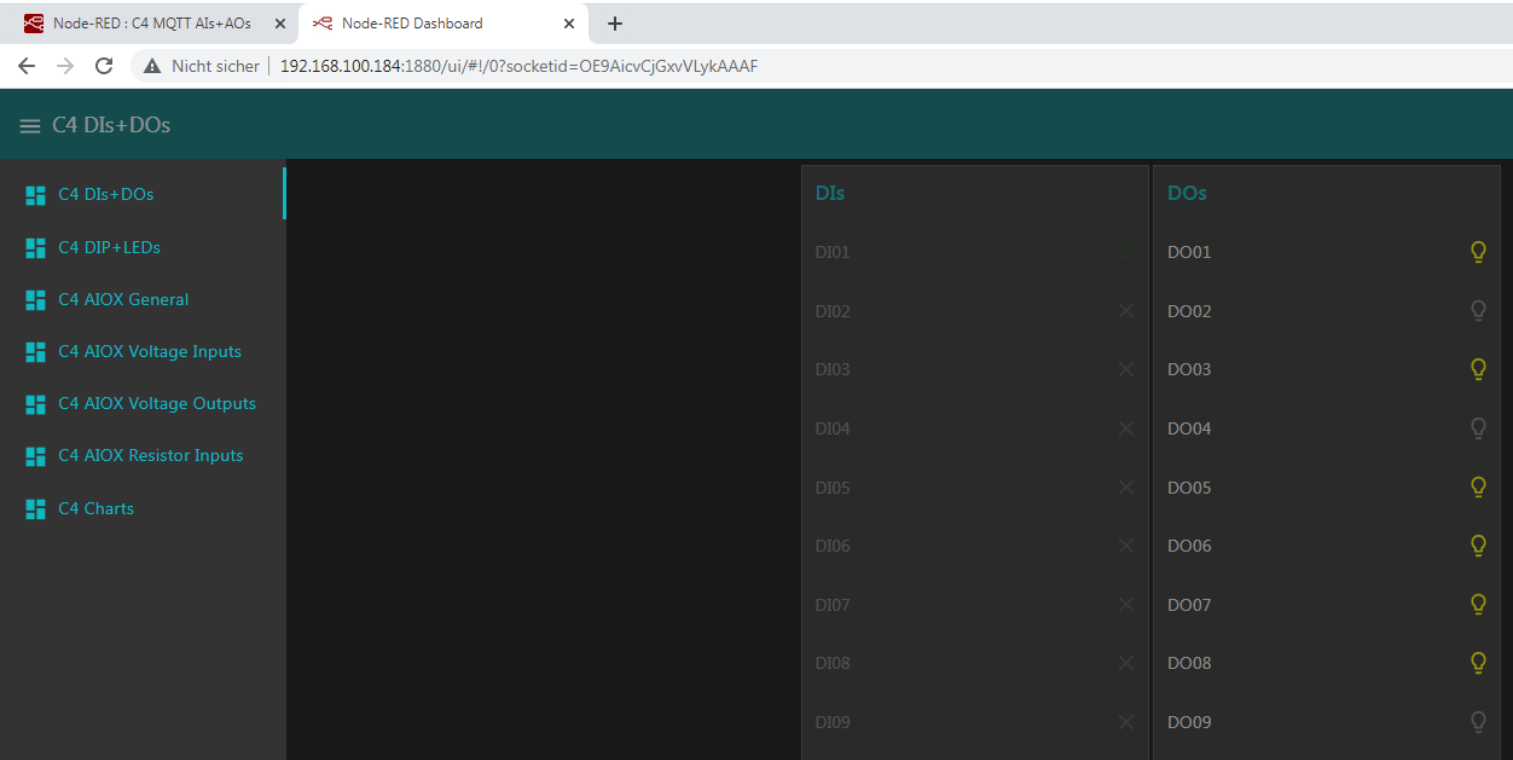 Node-RED : C4 MQTT AIs+AOs
Node-RED Dashboard
Nicht sicher | 192.168.100.184:1880/ui/#!/0?socketid=OE9AicvCjGxvVLykAAAF
C4 DIs+DOs
C4 DIs+DOs
C4 DIP+LEDs
C4 AIOX General
C4 AIOX Voltage Inputs
C4 AIOX Voltage Outputs
C4 AIOX Resistor Inputs
C4 Charts
DIs
DI01
DI02
DI03
DI04
DI05
DI06
DI07
DI08
DI09
DOs
DO01
DO02
DO03
DO04
DO05
DO06
DO07
DO08
DO09